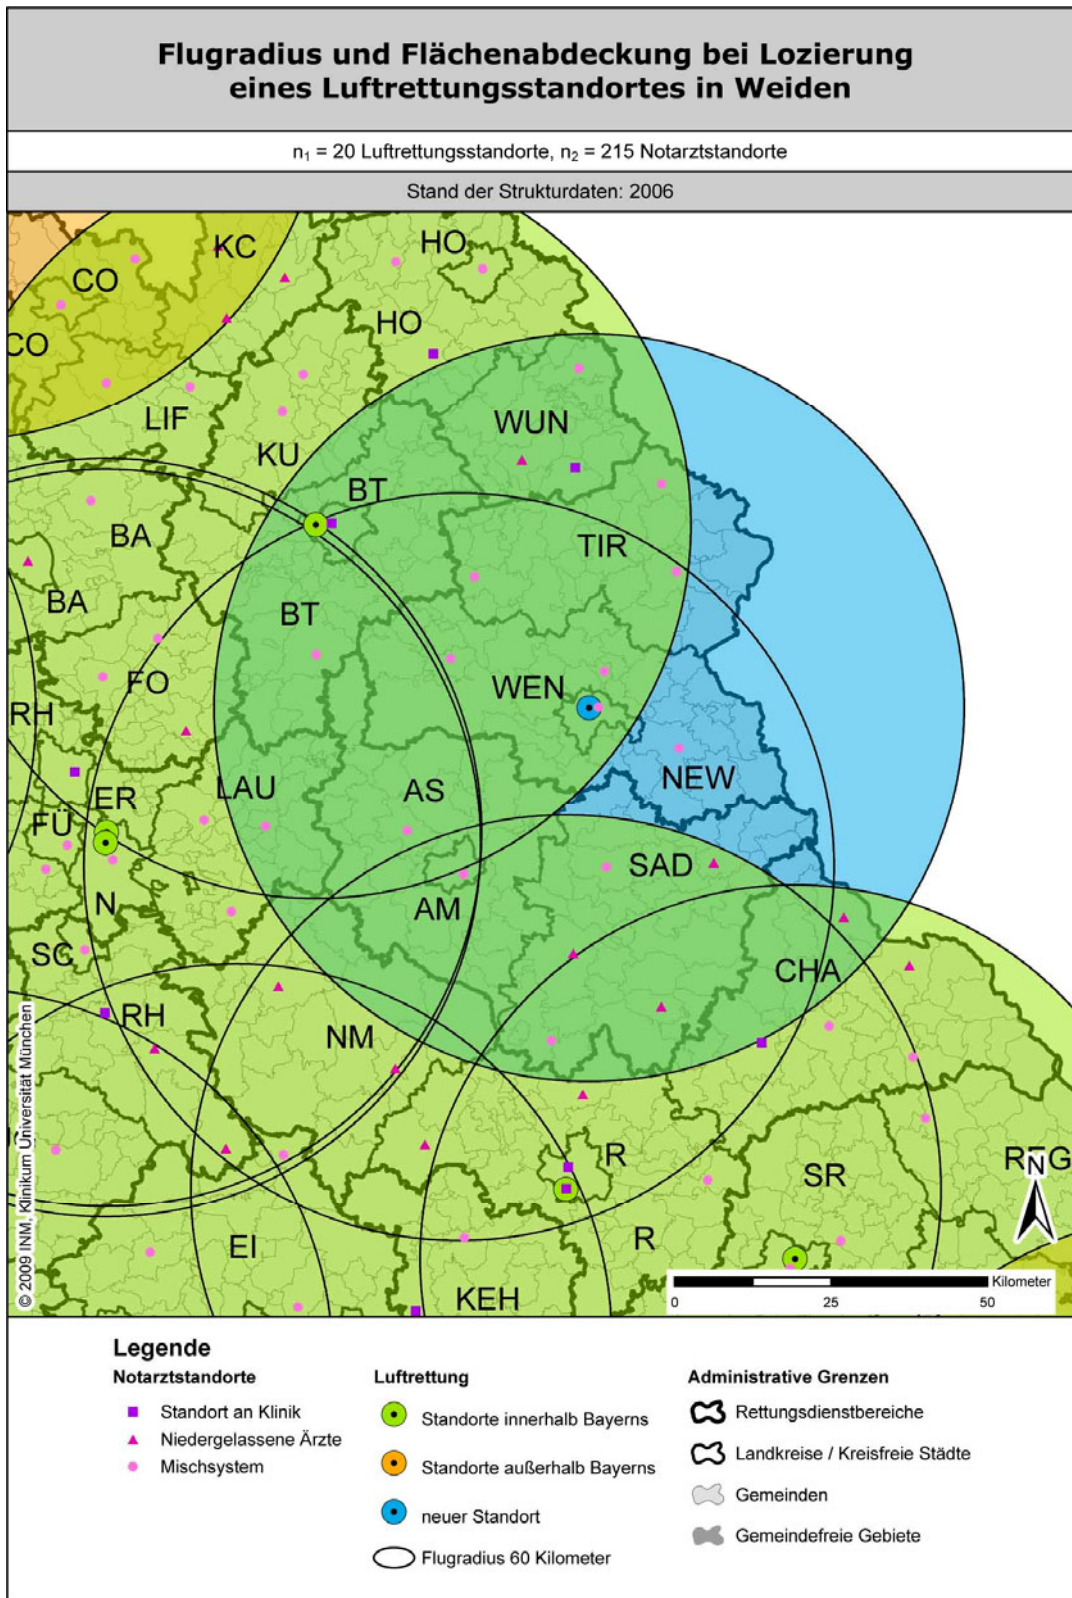 Flugradius und Flächenabdeckung bei Lozierung
eines Luftrettungsstandortes in Weiden
n₁ = 20 Luftrettungsstandorte, n₂ = 215 Notarztstandorte
Stand der Strukturdaten: 2006
KC
HO
CO
HO
CO
LIF
WUN
KU
BT
BA
TIR
BA
BT
FO
WEN
RH
NEW
ER
LAU
AS
FÜ
SAD
N
AM
SC
CHA
RH
NM
R
SR
REG
N
EI
R
KEH
Kilometer
0
25
50
© 2009 INM, Klinikum Universität München
Legende
Notarztstandorte
Standort an Klinik
Niedergelassene Ärzte
Mischsystem
Luftrettung
Standorte innerhalb Bayerns
Standorte außerhalb Bayerns
neuer Standort
Flugradius 60 Kilometer
Administrative Grenzen
Rettungsdienstbereiche
Landkreise / Kreisfreie Städte
Gemeinden
Gemeindefreie Gebiete